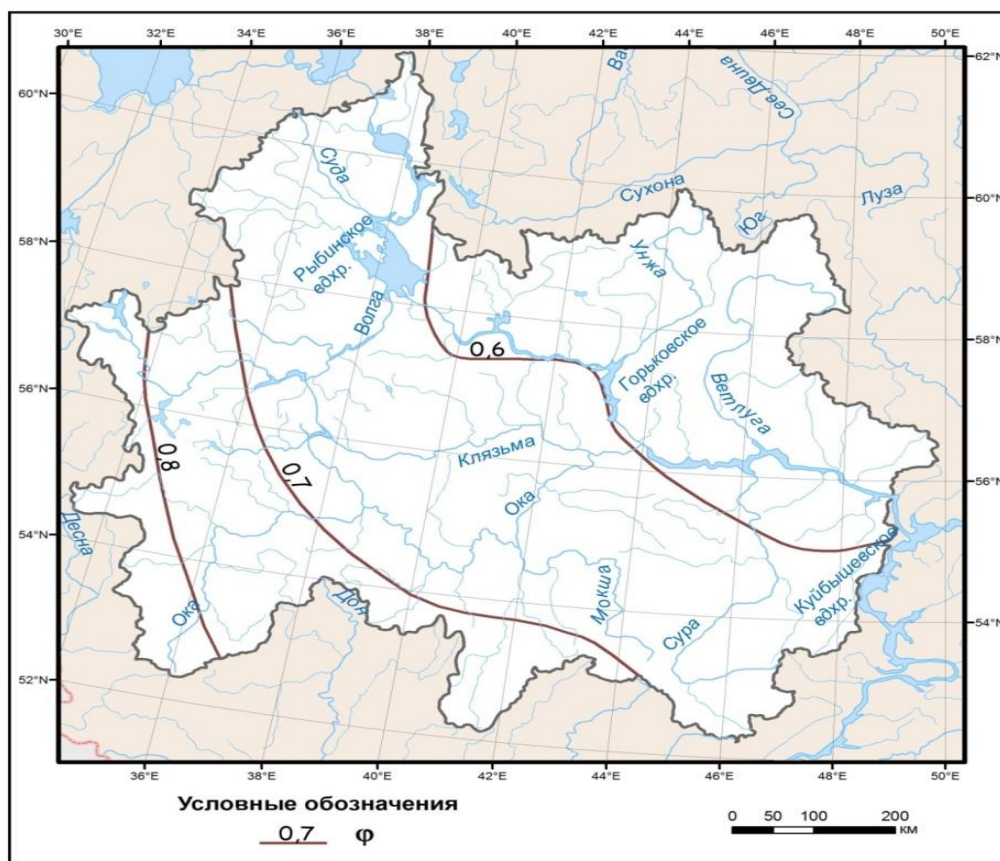 30°E 32°E 34°E 36°E 38°E 40°E 42°E 44°E 46°E 48°E 50°E
62°N
60°N
60°N
58°N
58°N
56°N
56°N
54°N
54°N
52°N
Ва
Сев.Двина
Суда
Сухона
Луза
Юг
Рыбинское
вдхр.
Унжа
Волга
0,6
Горьковское
вдхр.
Ветлуга
0,8
0,7
Клязьма
Ока
Десна
Ока
Дон
Мокша
Сура
Куйбышевское
вдхр.
36°E 38°E 40°E 42°E 44°E 46°E 48°E 50°E
Условные обозначения
0,7 φ
0 50 100 200
км